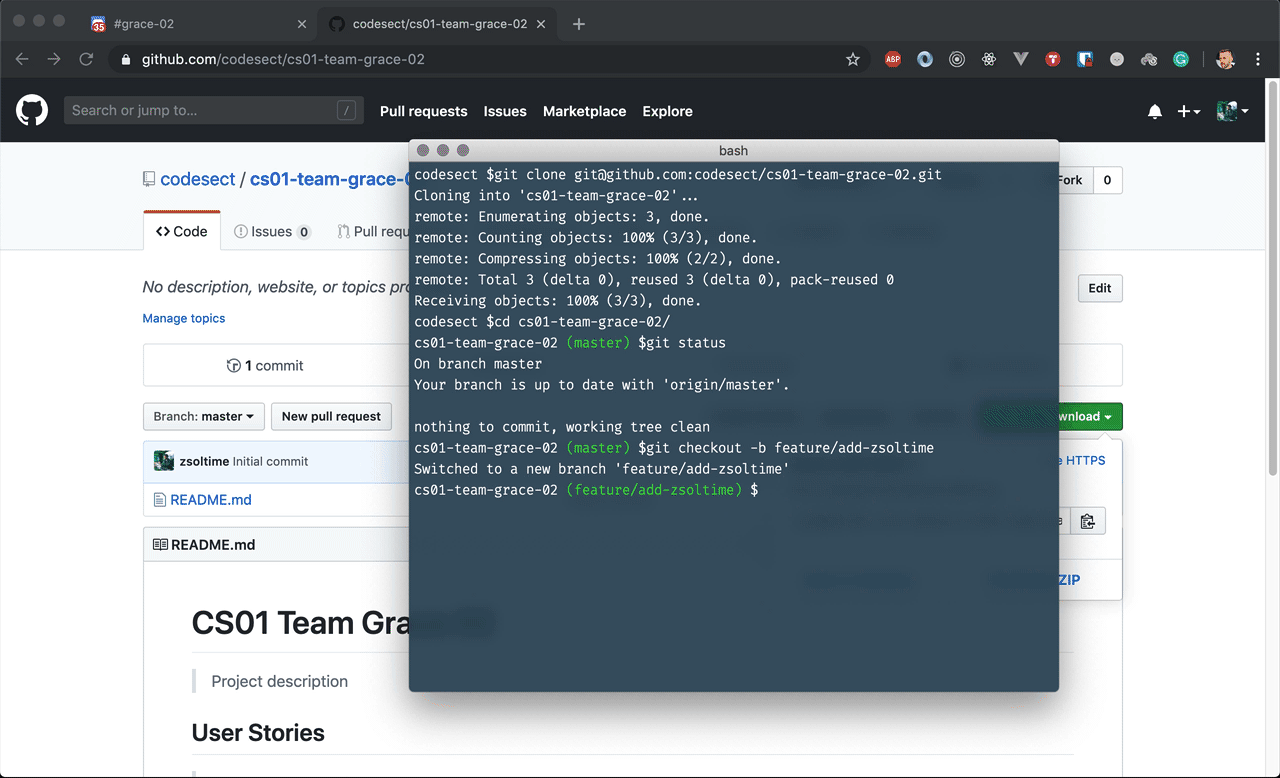 35
#grace-02
codesect/cs01-team-grace-02
github.com/codesect/cs01-team-grace-02
ABP
Search or jump to...
/
Pull requests
Issues
Marketplace
Explore
codesect / cs01-team-grace-
Fork
0
Code
Issues 0
Pull requ
No description, website, or topics pro
Edit
Manage topics
1 commit
Branch: master
New pull request
wnload
zsoltime Initial commit
HTTPS
README.md
README.md
ZIP
CS01 Team Gra
Project description
User Stories
bash
codesect $git clone git@github.com:codesect/cs01-team-grace-02.git
Cloning into 'cs01-team-grace-02'...
remote: Enumerating objects: 3, done.
remote: Counting objects: 100% (3/3), done.
remote: Compressing objects: 100% (2/2), done.
remote: Total 3 (delta 0), reused 3 (delta 0), pack-reused 0
Receiving objects: 100% (3/3), done.
codesect $cd cs01-team-grace-02/
cs01-team-grace-02 (master) $git status
On branch master
Your branch is up to date with 'origin/master'.
nothing to commit, working tree clean
cs01-team-grace-02 (master) $git checkout -b feature/add-zsoltime
Switched to a new branch 'feature/add-zsoltime'
cs01-team-grace-02 (feature/add-zsoltime) $